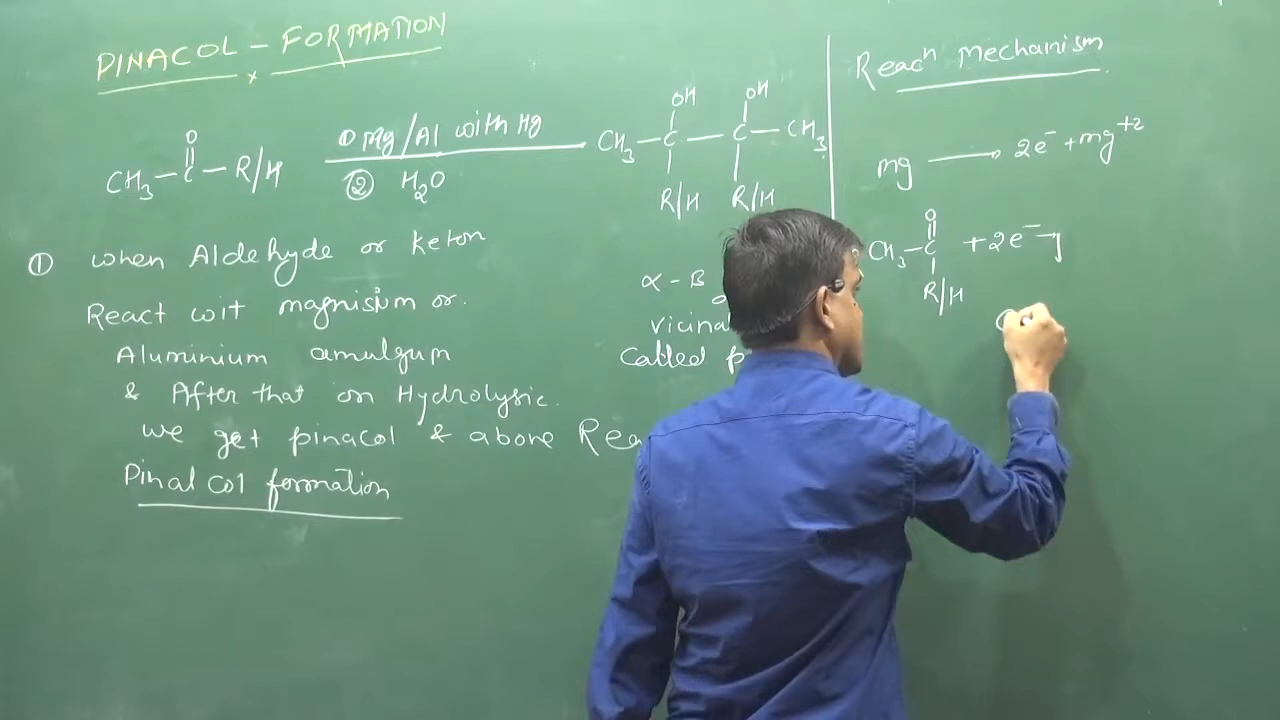 PINACOL - FORMATION
O
CH3-C-R/H
① Mg/Al with Hg
② H2O
OH OH
CH3-C-C-CH3
R/H R/H
① when Aldehyde or keton
React wit magnisium or.
Aluminium amulgum
& After that on Hydrolysic.
we get pinacol & above Rea
Pinal col formation
α-B
vicina
called p
Reacn Mechanism
mg → 2e- + mg+2
O
CH3-C + 2e-
R/H